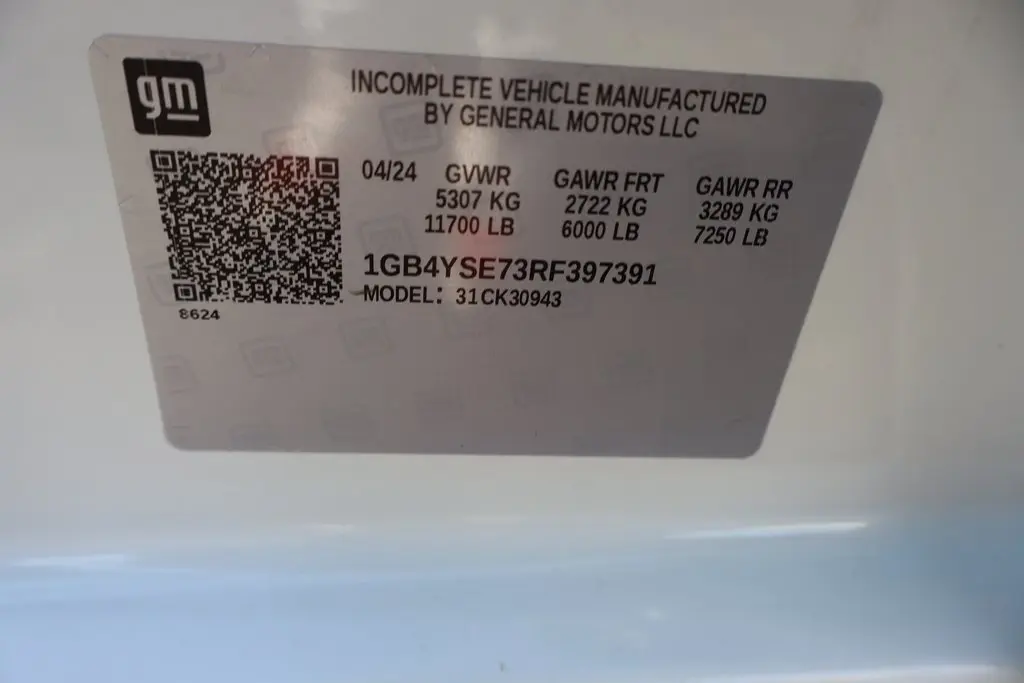 gm
INCOMPLETE VEHICLE MANUFACTURED
BY GENERAL MOTORS LLC
04/24 GVWR GAWR FRT GAWR RR
5307 KG 2722 KG 3289 KG
11700 LB 6000 LB 7250 LB
1GB4YSE73RF397391
MODEL: 31CK30943
8624